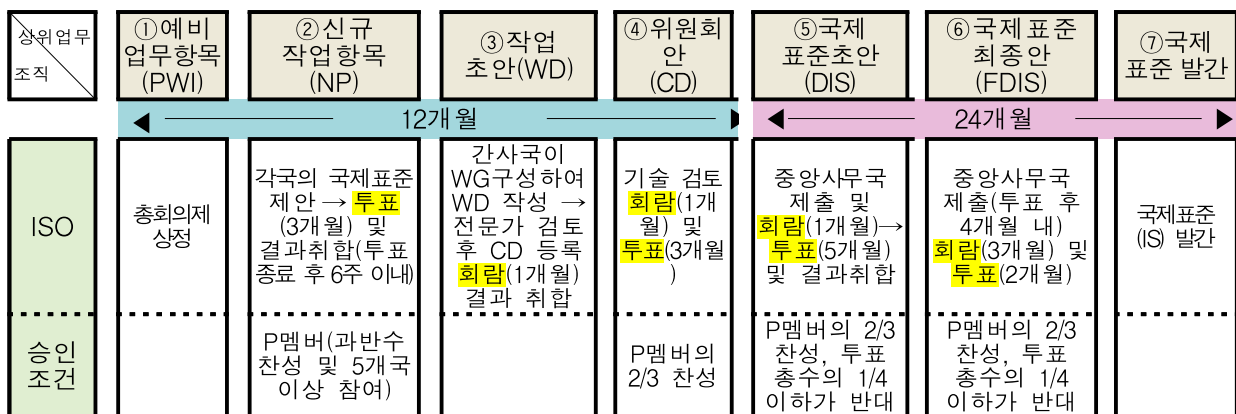 상위업무
조직
①예비
업무항목
(PWI)
②신규
작업항목
(NP)
③작업
초안(WD)
④위원회
안
(CD)
⑤국제
표준초안
(DIS)
⑥국제표준
최종안
(FDIS)
⑦국제
표준 발간
12개월
24개월
ISO
총회의제
상정
각국의 국제표준
제안→ 투표
(3개월) 및
결과취합(투표
종료 후 6주 이내)
간사국이
WG구성하여
WD 작성 →
전문가 검토
후 CD 등록
회람(1개월)
결과 취합
기술 검토
회람(1개
월) 및
투표(3개월
)
중앙사무국
제출 및
회람(1개월)→
투표(5개월)
및 결과취합
중앙사무국
제출(투표 후
4개월 내)
회람(3개월) 및
투표(2개월)
국제표준
(IS) 발간
승인
조건
P멤버(과반수
찬성 및 5개국
이상 참여)
P멤버의
2/3 찬성
P멤버의 2/3
찬성, 투표
총수의 1/4
이하가 반대
P멤버의 2/3
찬성, 투표
총수의 1/4
이하가 반대